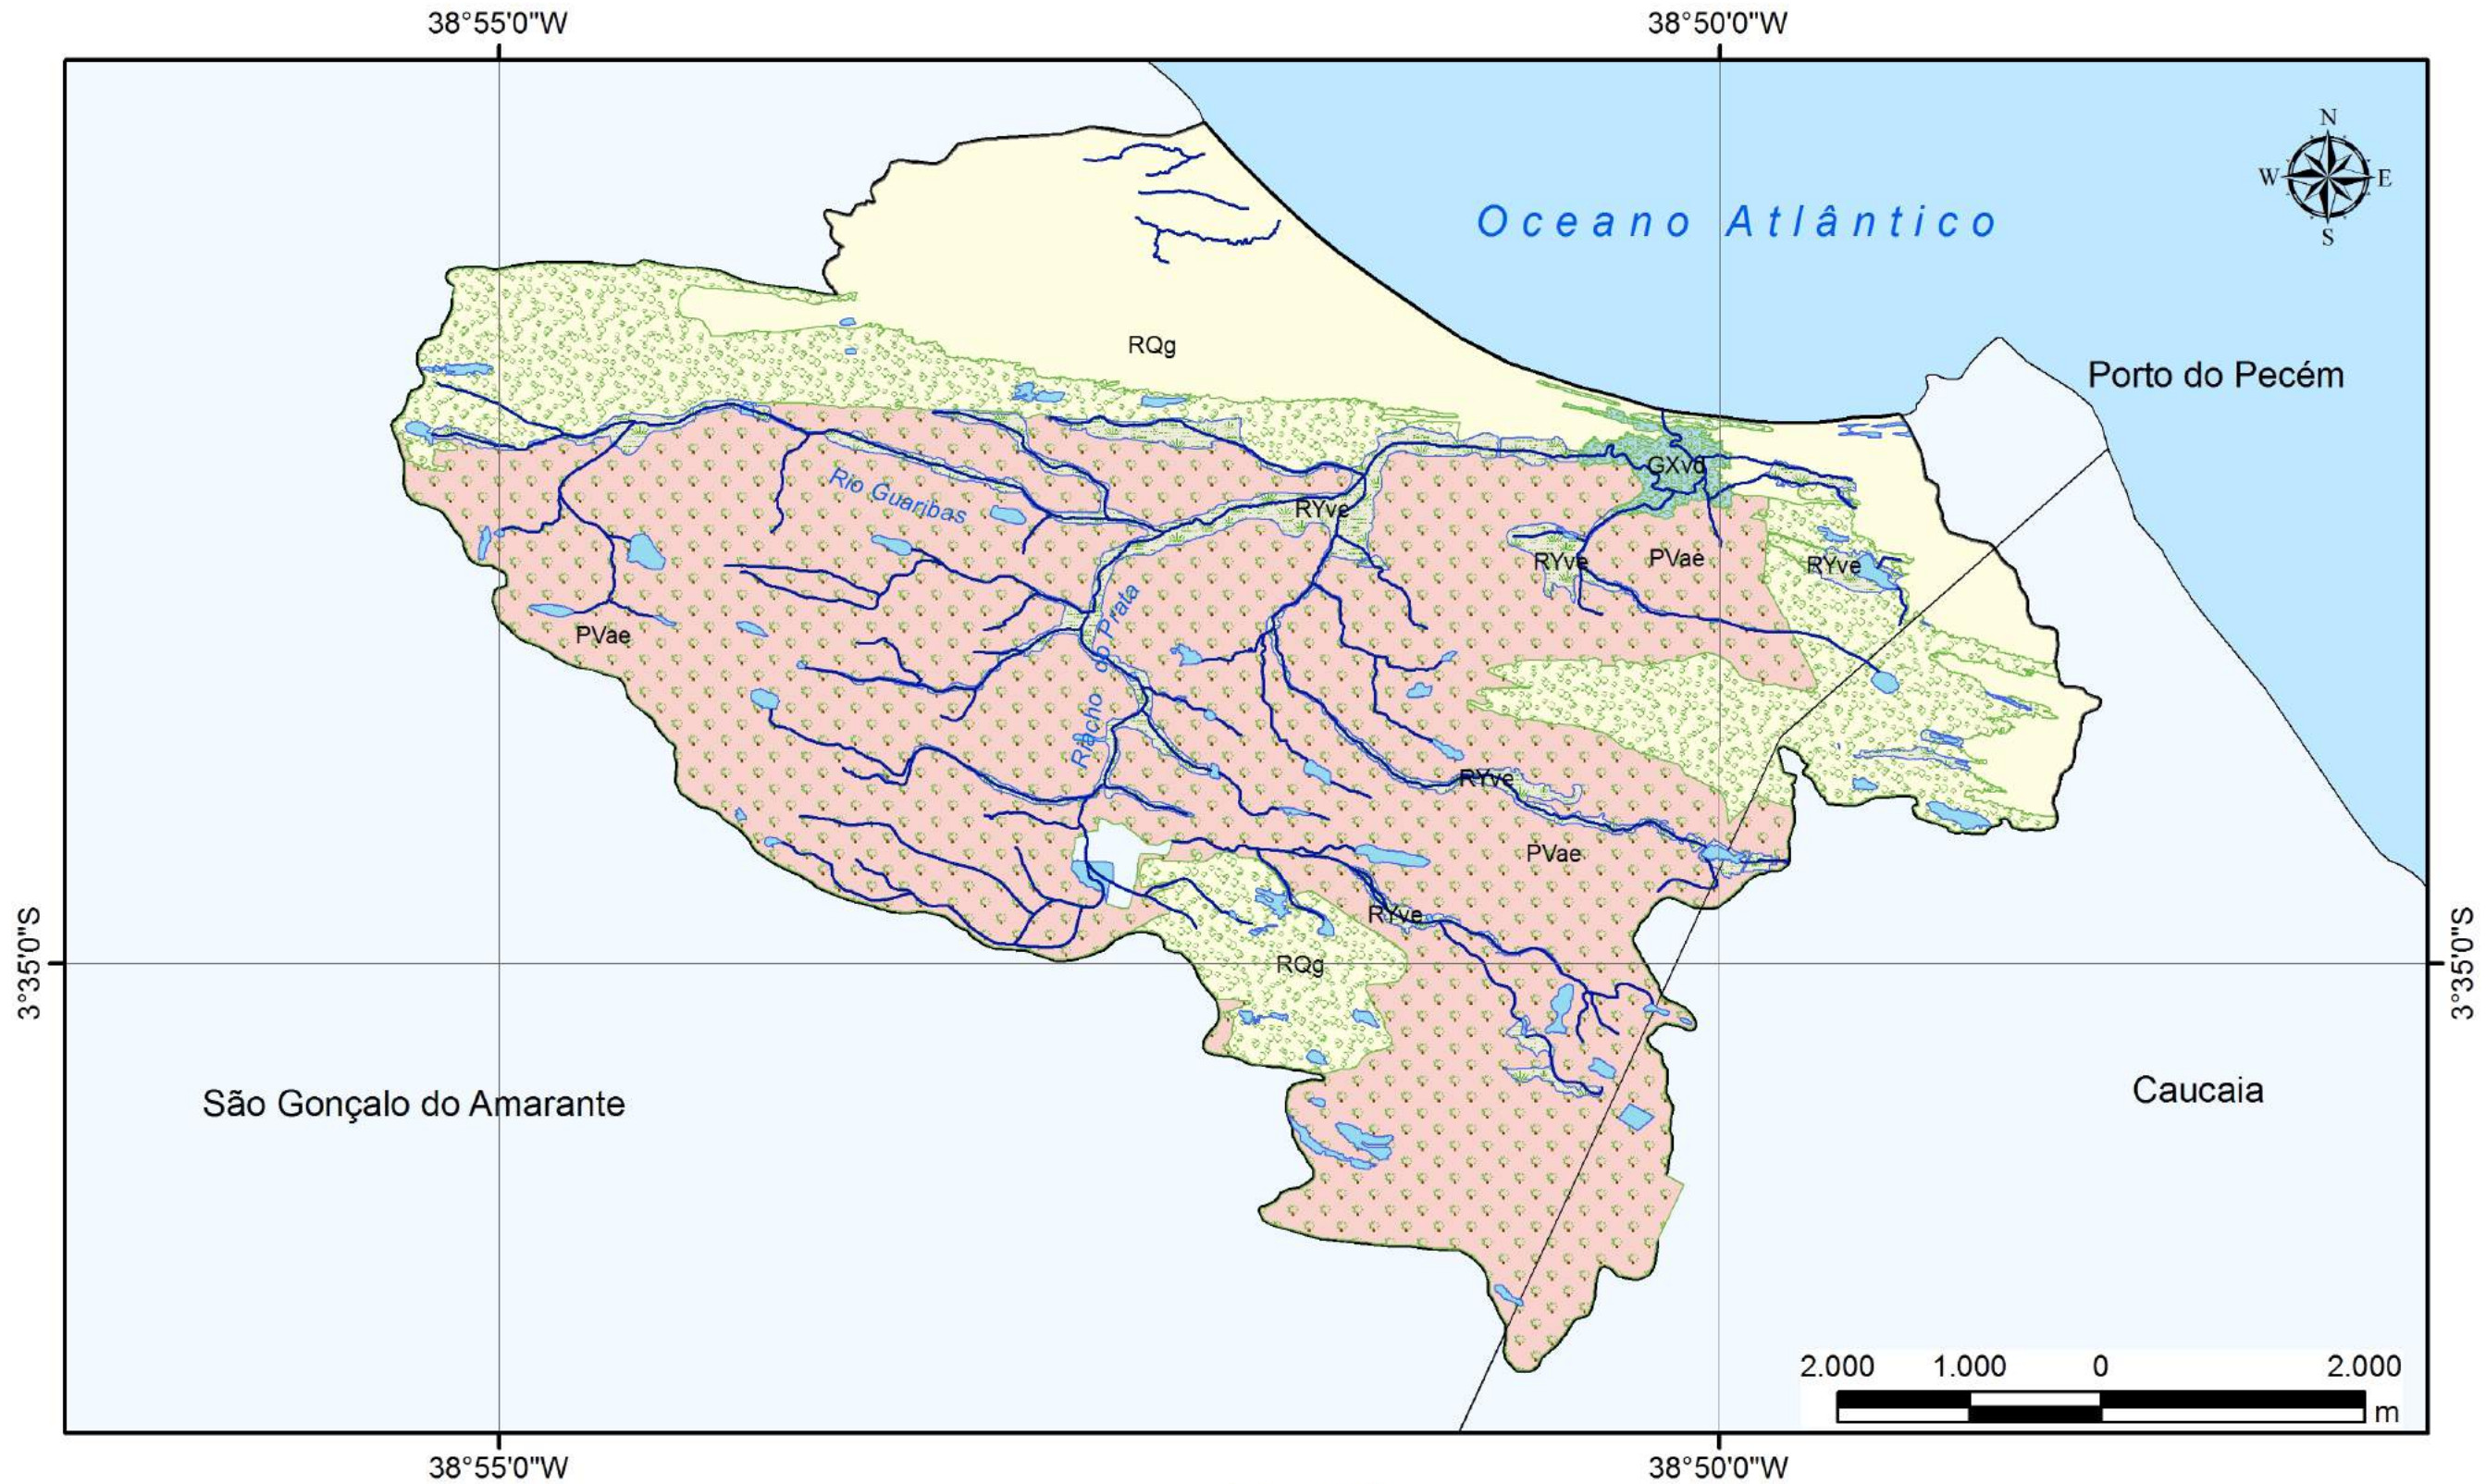 38°55'0"W
38°50'0"W
N
W
E
S
Oceano Atlântico
RQg
Porto do Pecém
GXvd
Rio Guaribas
RYve
RYve
PVae
RYve
PVae
Riacho do Prata
RYve
PVae
RYve
RQg
3°35'0"S
3°35'0"S
São Gonçalo do Amarante
Caucaia
2.000
1.000
0
2.000
m
38°55'0"W
38°50'0"W